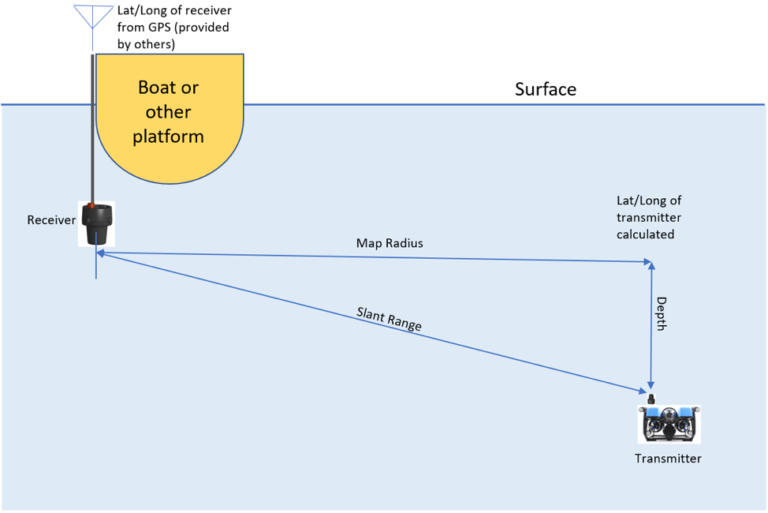 Lat/Long of receiver
from GPS (provided
by others)
Boat or
other
platform
Surface
Receiver
Lat/Long of
transmitter
calculated
Map Radius
Slant Range
Depth
Transmitter